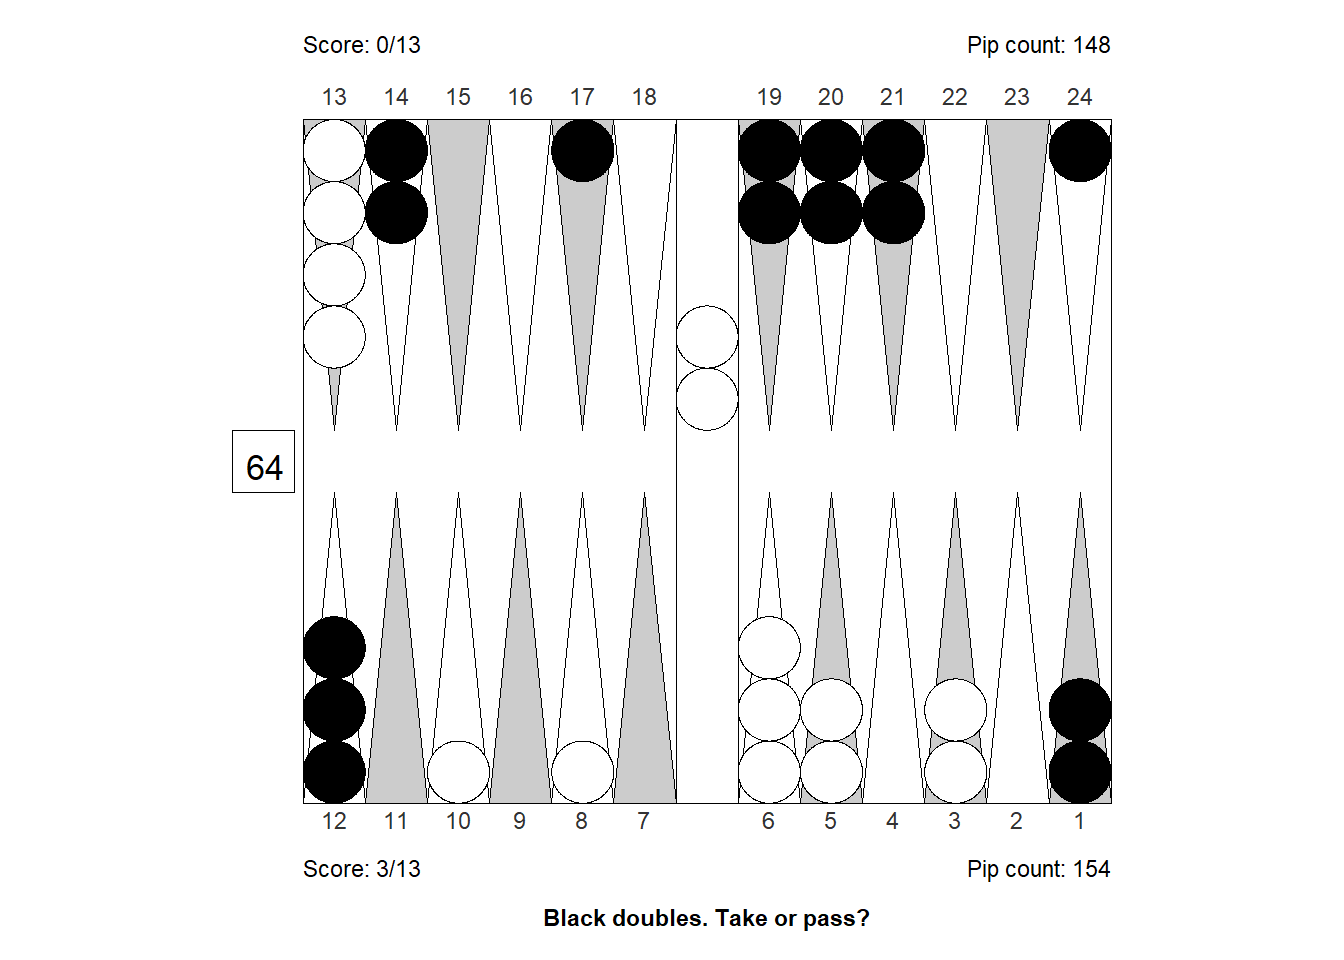 Score: 0/13 Pip count: 148
13 14 15 16 17 18 19 20 21 22 23 24
64
12 11 10 9 8 7 6 5 4 3 2 1
Score: 3/13 Pip count: 154
Black doubles. Take or pass?